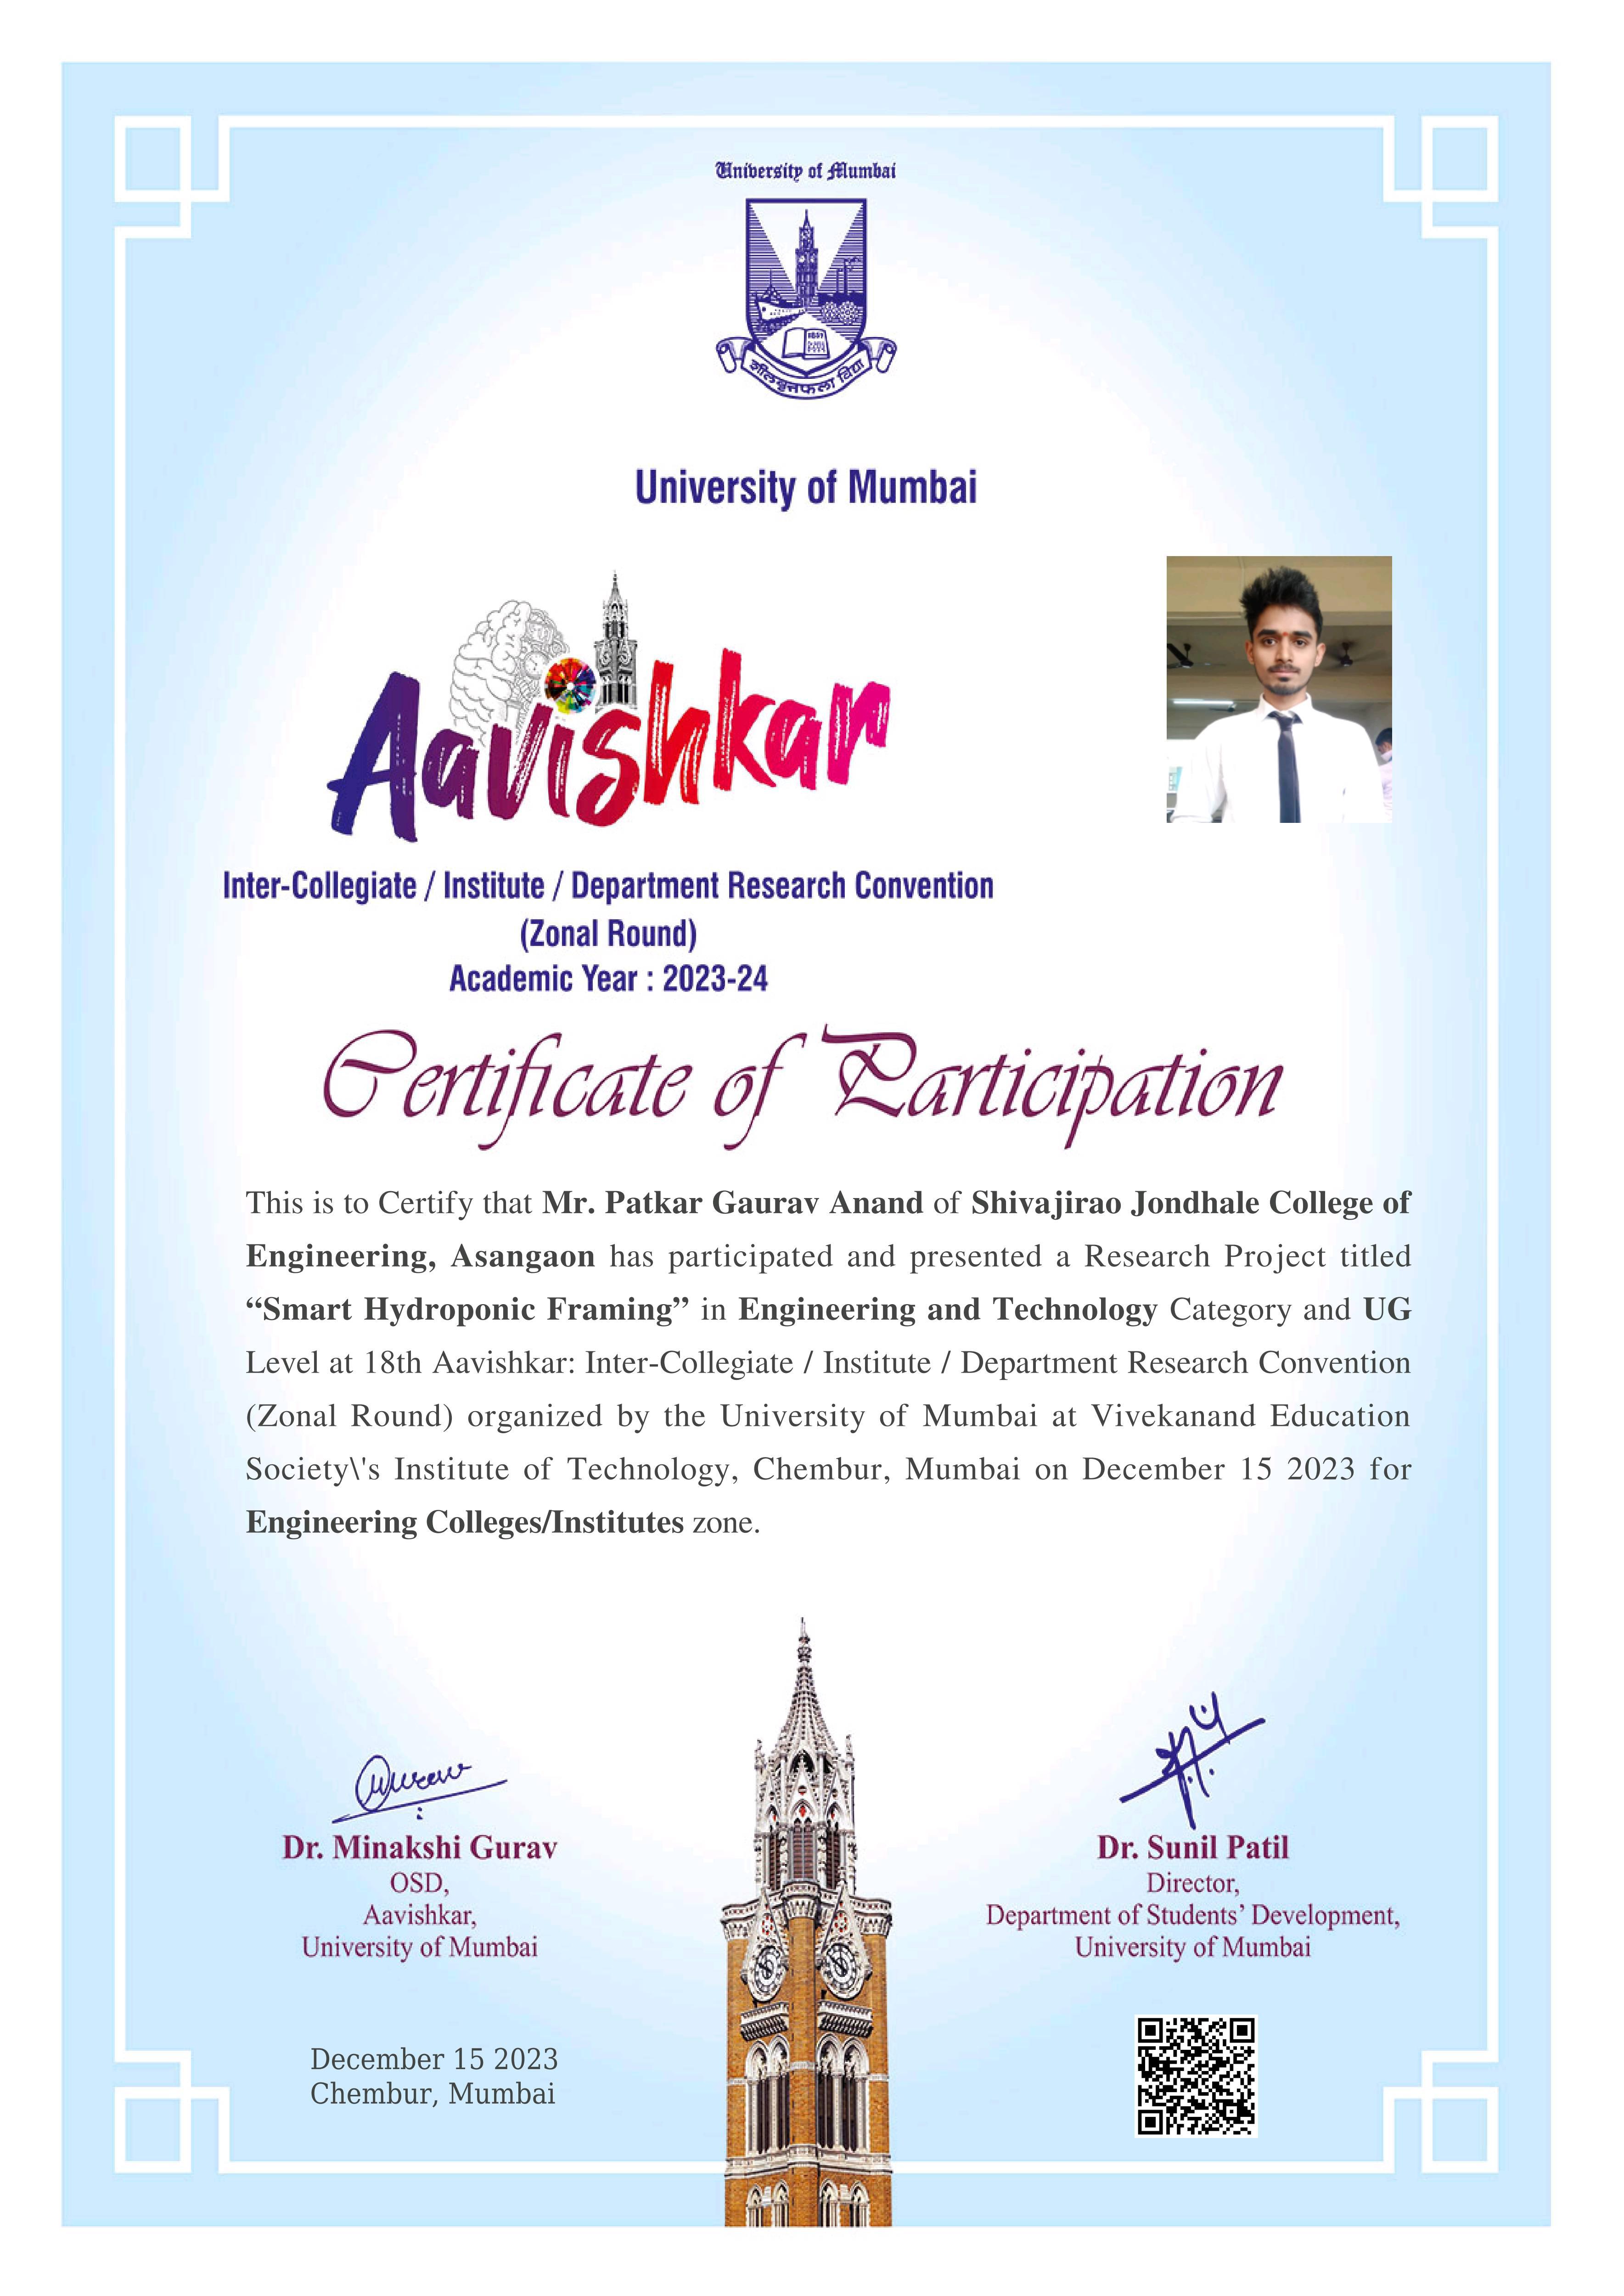 University of Mumbai
शीलवृत्तफला विद्या
University of Mumbai
Aavishkar
Inter-Collegiate / Institute / Department Research Convention
(Zonal Round)
Academic Year : 2023-24
Certificate of Participation
This is to Certify that Mr. Patkar Gaurav Anand of Shivajirao Jondhale College of
Engineering, Asangaon has participated and presented a Research Project titled
“Smart Hydroponic Framing” in Engineering and Technology Category and UG
Level at 18th Aavishkar: Inter-Collegiate / Institute / Department Research Convention
(Zonal Round) organized by the University of Mumbai at Vivekanand Education
Society\'s Institute of Technology, Chembur, Mumbai on December 15 2023 for
Engineering Colleges/Institutes zone.
Dr. Minakshi Gurav
OSD,
Aavishkar,
University of Mumbai
Dr. Sunil Patil
Director,
Department of Students’ Development,
University of Mumbai
December 15 2023
Chembur, Mumbai